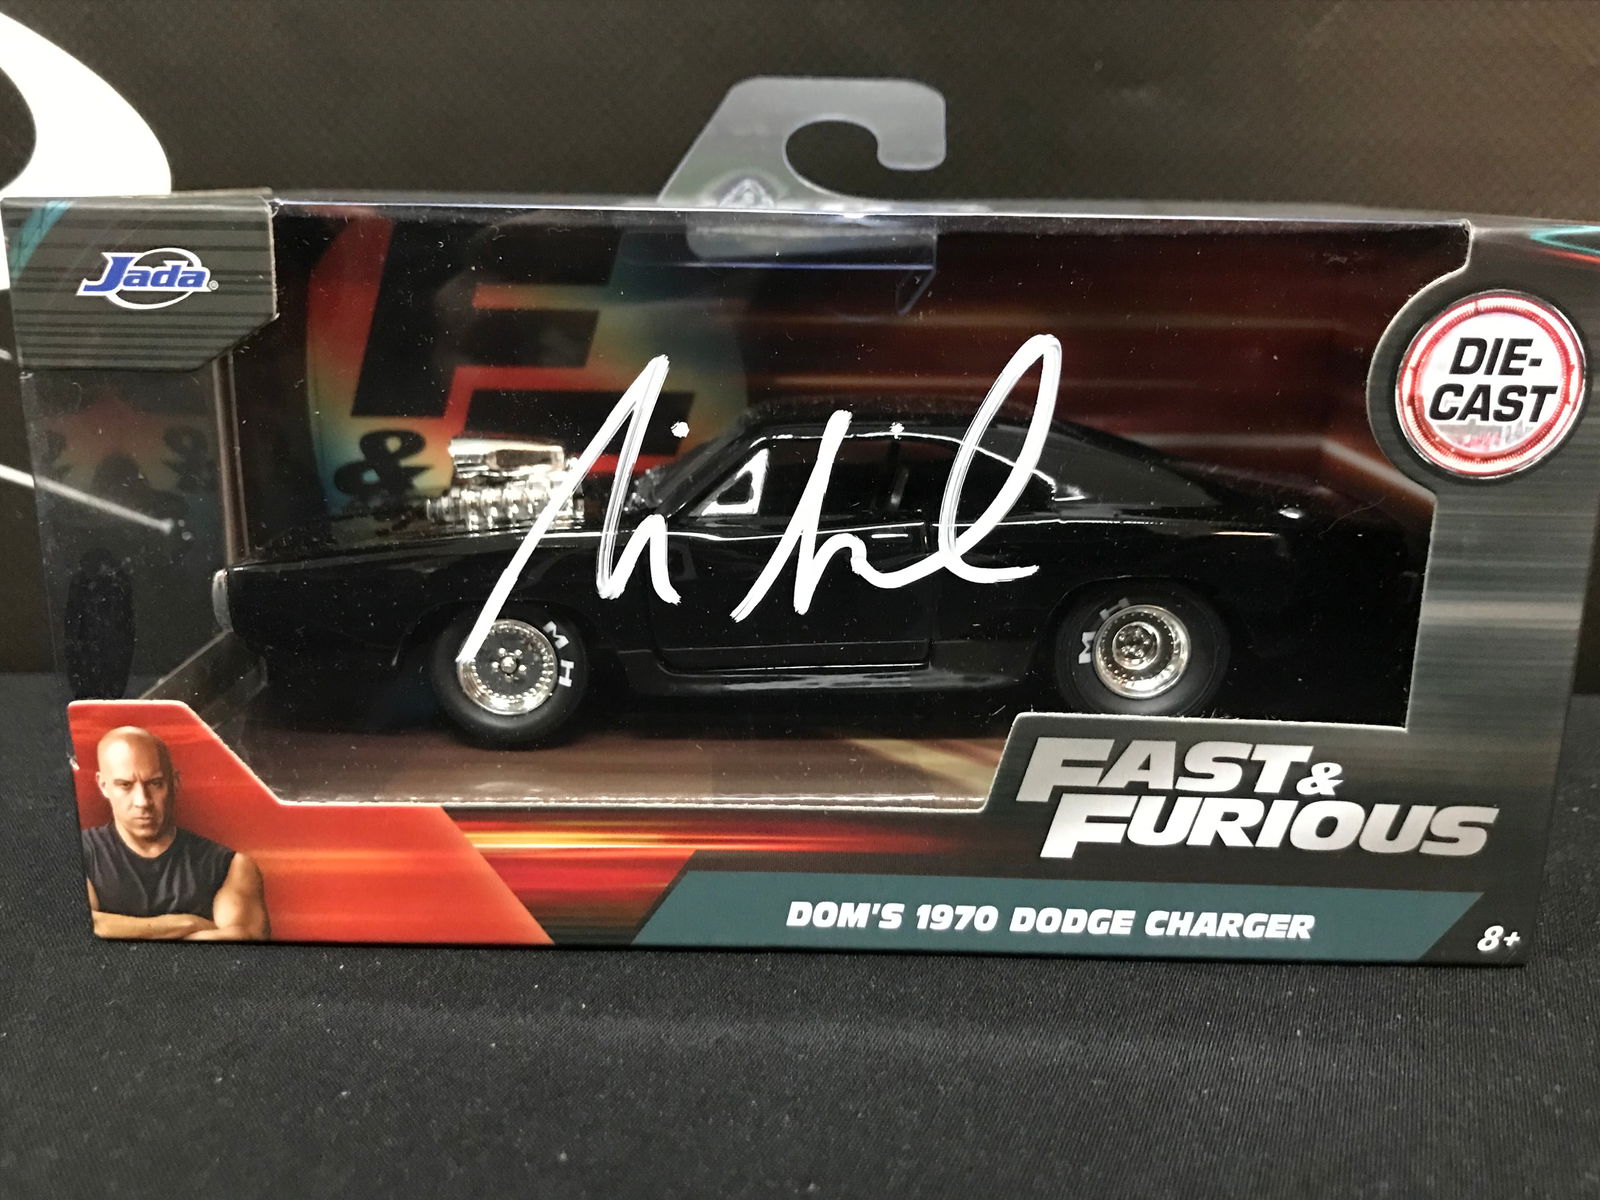 Jada
F
&
F
DIE-
CAST
FAST &
FURIOUS
DOM'S 1970 DODGE CHARGER
8+